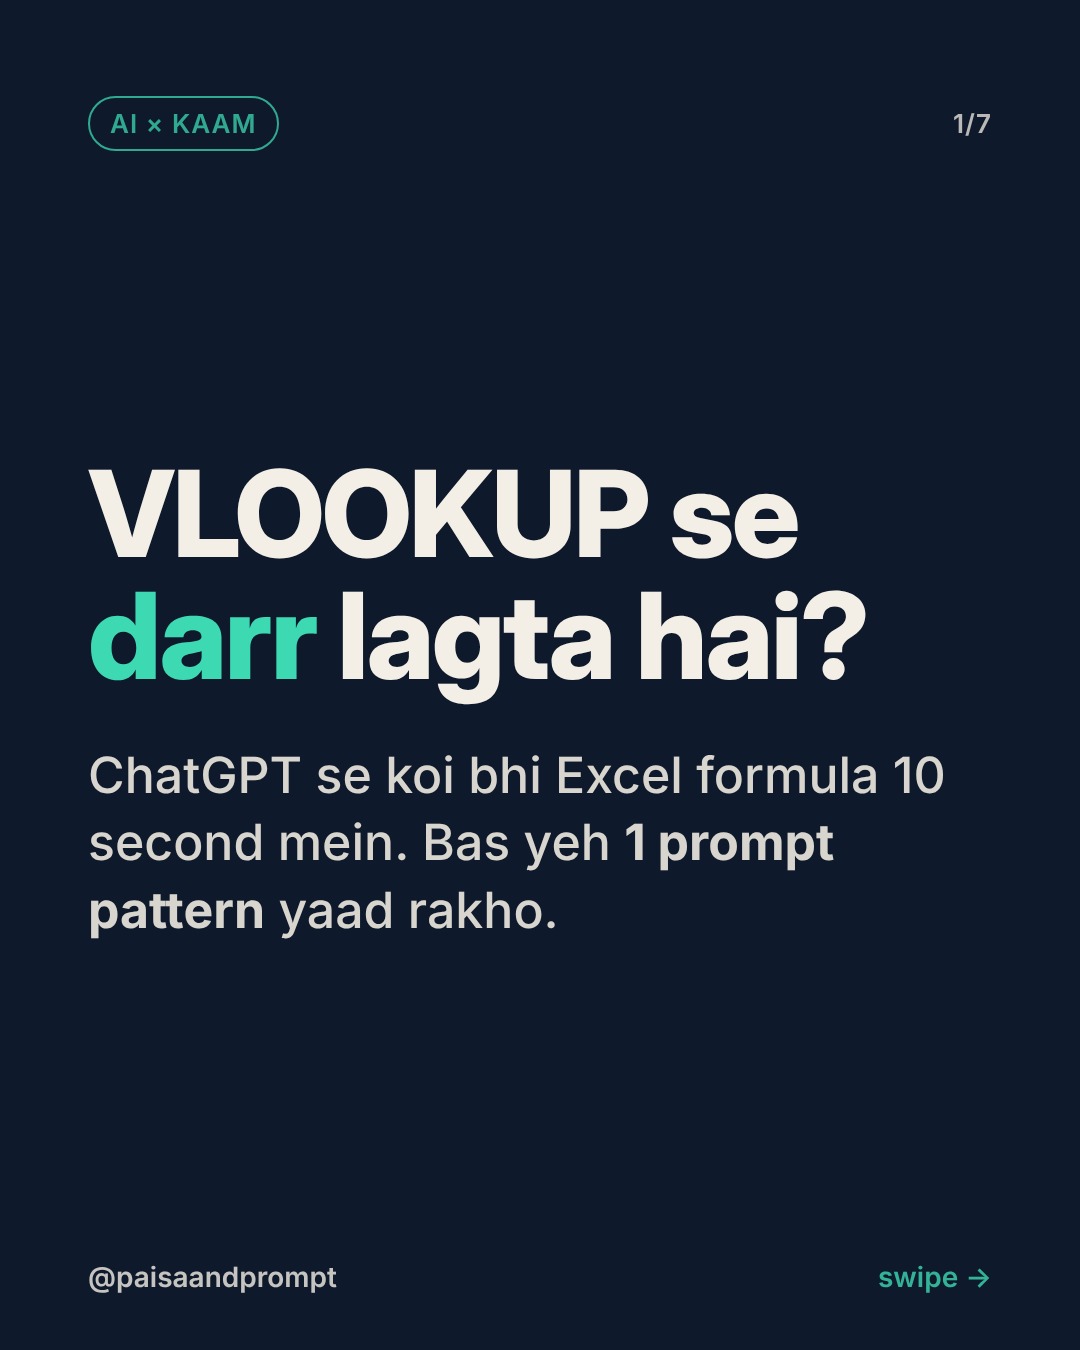 AI × KAAM
1/7
VLOOKUP se
darr lagta hai?
ChatGPT se koi bhi Excel formula 10
second mein. Bas yeh 1 prompt
pattern yaad rakho.
@paisaandprompt
swipe →